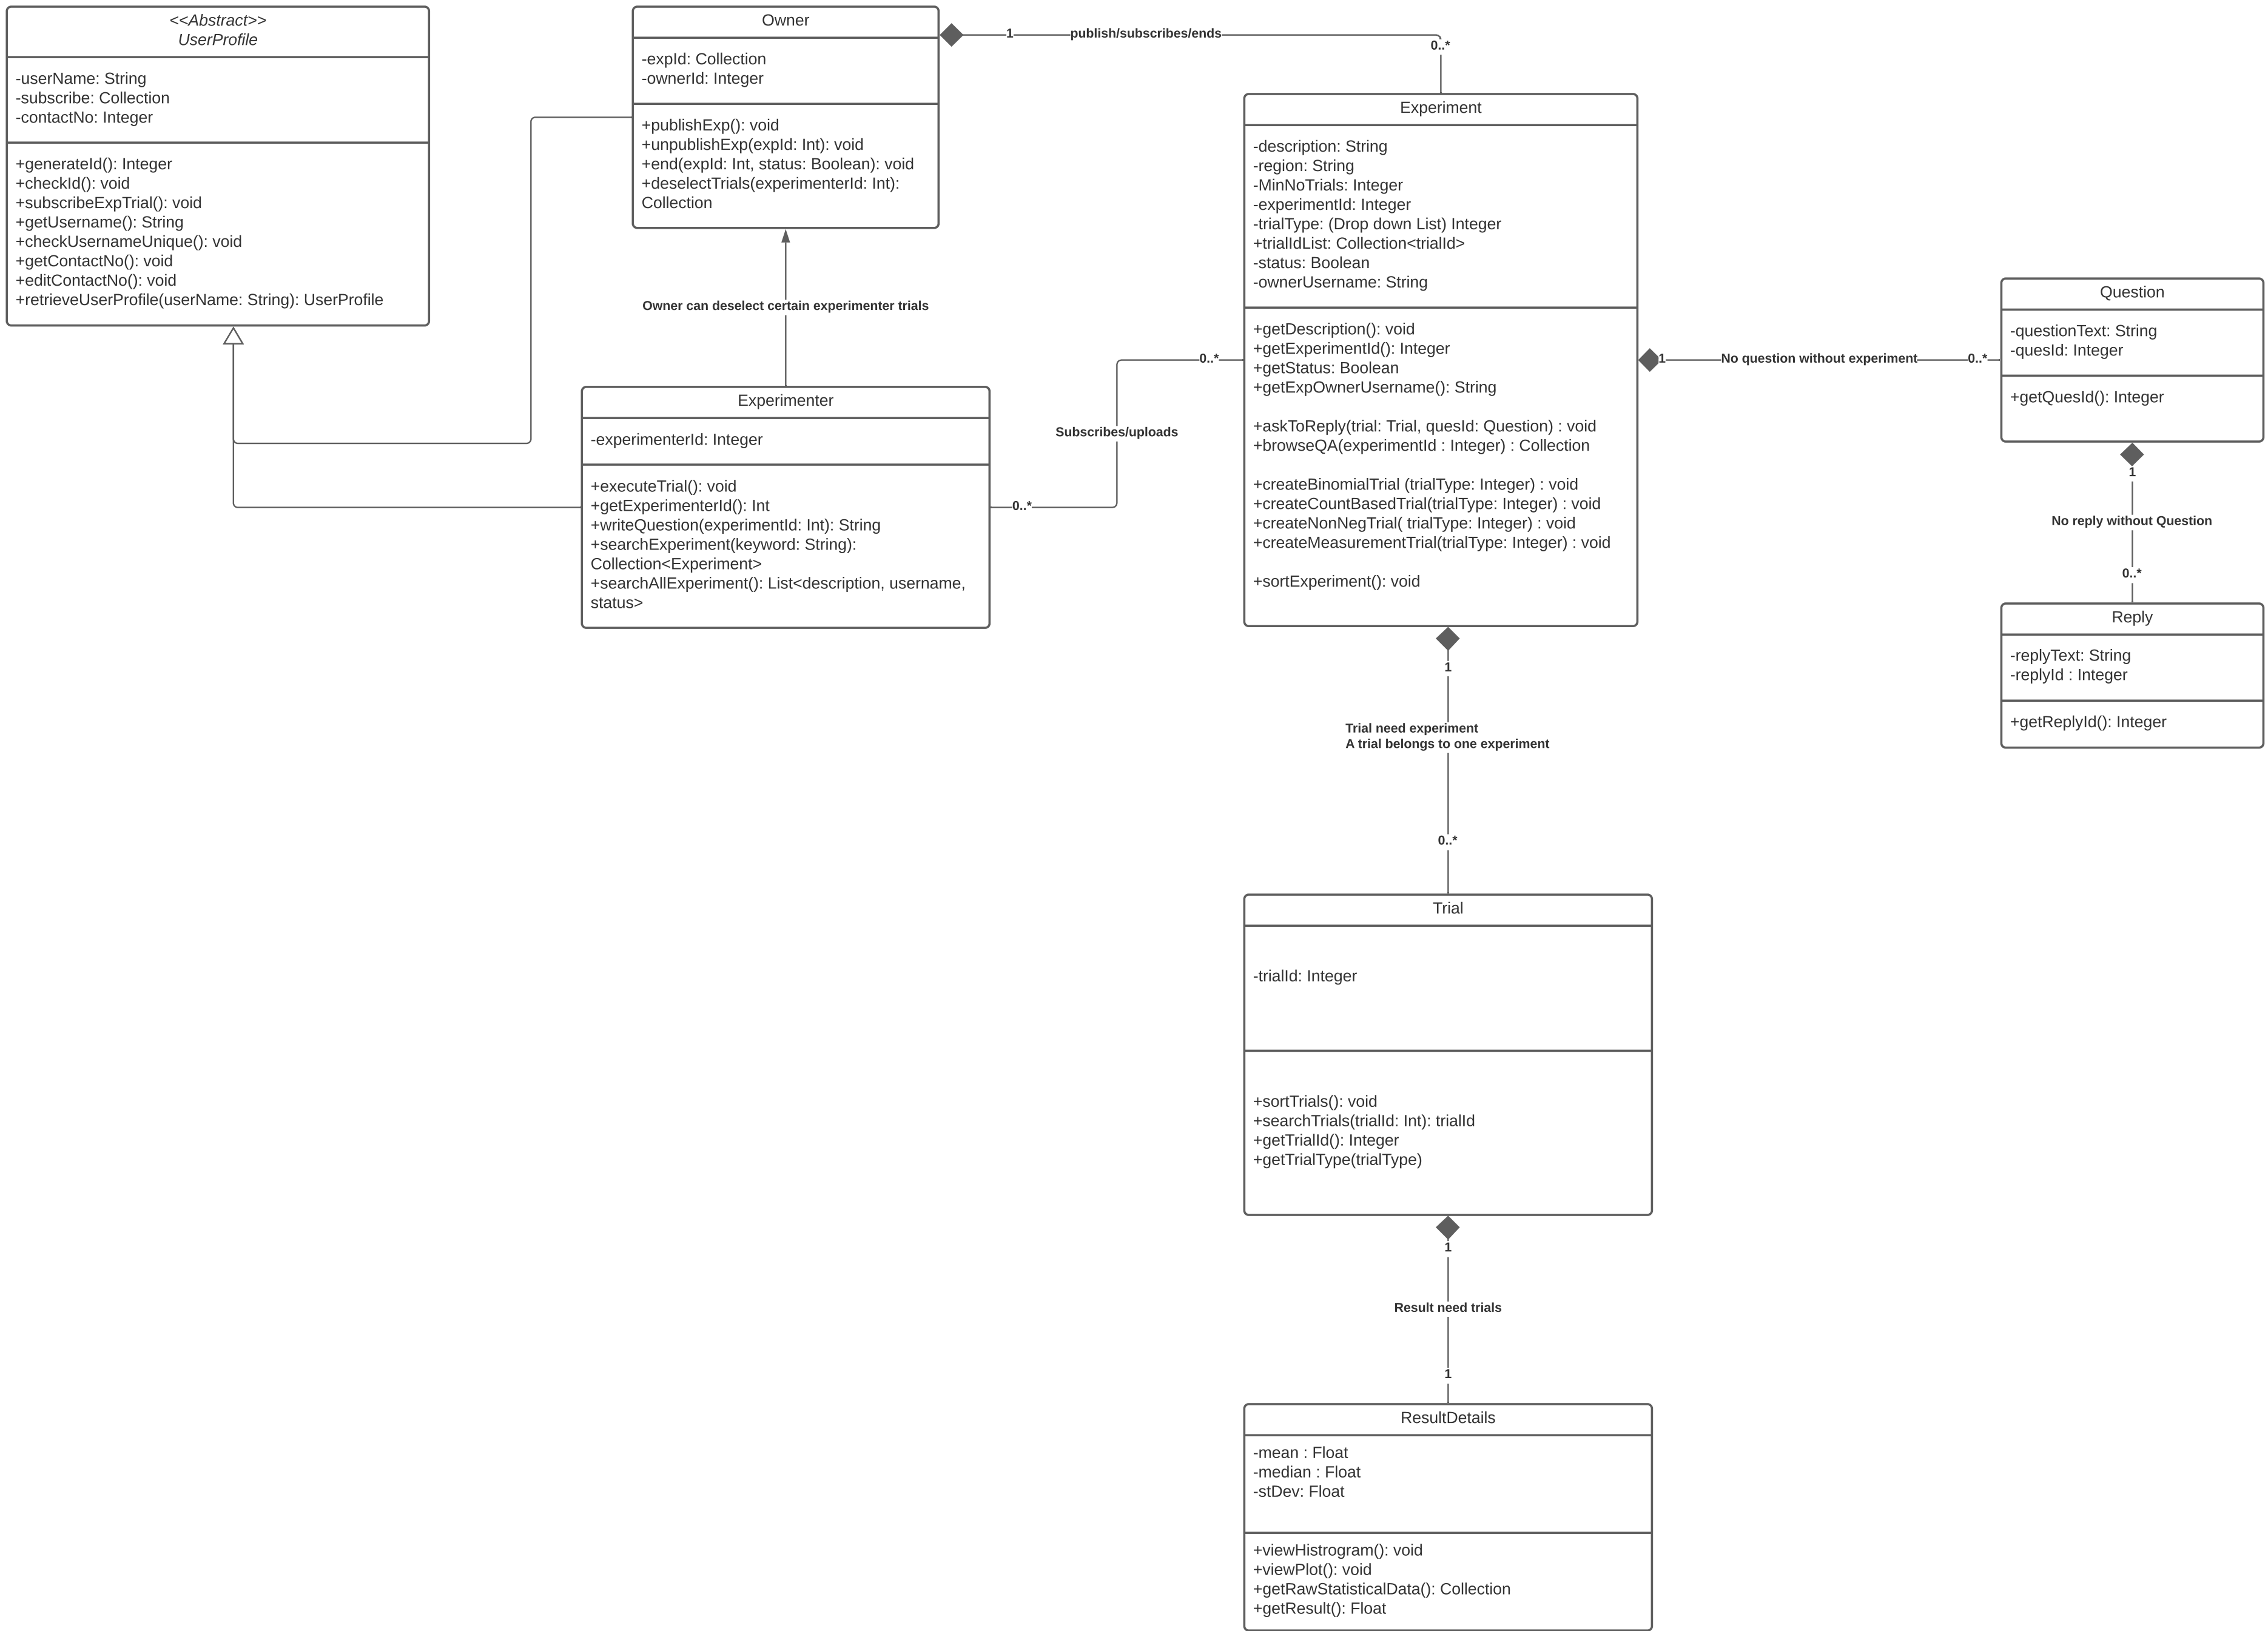 <<Abstract>>
UserProfile
-userName: String
-subscribe: Collection
-contactNo: Integer
+generateId(): Integer
+checkId(): void
+subscribeExpTrial(): void
+getUsername(): String
+checkUsernameUnique(): void
+getContactNo(): void
+editContactNo(): void
+retrieveUserProfile(userName: String): UserProfile
Owner
-expId: Collection
-ownerId: Integer
+publishExp(): void
+unpublishExp(expId: Int): void
+end(expId: Int, status: Boolean): void
+deselectTrials(experimenterId: Int):
Collection
1
publish/subscribes/ends
0..*
Owner can deselect certain experimenter trials
Experimenter
-experimenterId: Integer
+executeTrial(): void
+getExperimenterId(): Int
+writeQuestion(experimentId: Int): String
+searchExperiment(keyword: String):
Collection<Experiment>
+searchAllExperiment(): List<description, username,
status>
0..*
Subscribes/uploads
0..*
Experiment
-description: String
-region: String
-MinNoTrials: Integer
-experimentId: Integer
-trialType: (Drop down List) Integer
+trialIdList: Collection<trialId>
-status: Boolean
-ownerUsername: String
+getDescription(): void
+getExperimentId(): Integer
+getStatus: Boolean
+getExpOwnerUsername(): String
+askToReply(trial: Trial, quesId: Question) : void
+browseQA(experimentId : Integer) : Collection
+createBinomialTrial (trialType: Integer) : void
+createCountBasedTrial(trialType: Integer) : void
+createNonNegTrial( trialType: Integer) : void
+createMeasurementTrial(trialType: Integer) : void
+sortExperiment(): void
1
No question without experiment
0..*
Question
-questionText: String
-quesId: Integer
+getQuesId(): Integer
1
No reply without Question
0..*
Reply
-replyText: String
-replyId : Integer
+getReplyId(): Integer
1
Trial need experiment
A trial belongs to one experiment
0..*
Trial
-trialId: Integer
+sortTrials(): void
+searchTrials(trialId: Int): trialId
+getTrialId(): Integer
+getTrialType(trialType)
1
Result need trials
1
ResultDetails
-mean : Float
-median : Float
-stDev: Float
+viewHistrogram(): void
+viewPlot(): void
+getRawStatisticalData(): Collection
+getResult(): Float